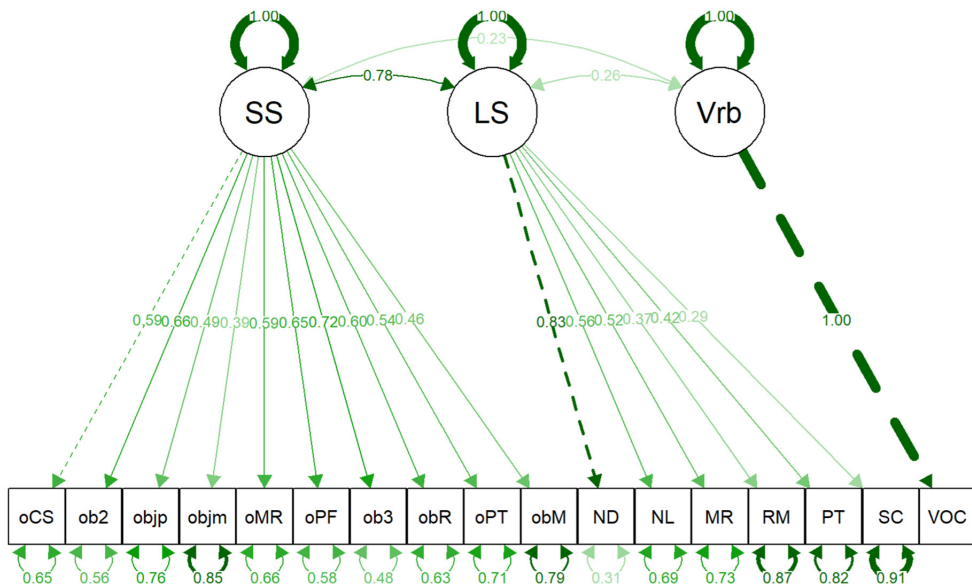 1.00 1.00 1.00
0.23
0.78 0.26
SS LS Vrb
0.59 0.66 0.49 0.39 0.59 0.65 0.72 0.60 0.54 0.46 0.83 0.56 0.52 0.37 0.42 0.29 1.00
oCS ob2 objp objm oMR oPF ob3 obR oPT obM ND NL MR RM PT SC VOC
0.65 0.56 0.76 0.85 0.66 0.58 0.48 0.63 0.71 0.79 0.31 0.69 0.73 0.87 0.82 0.91